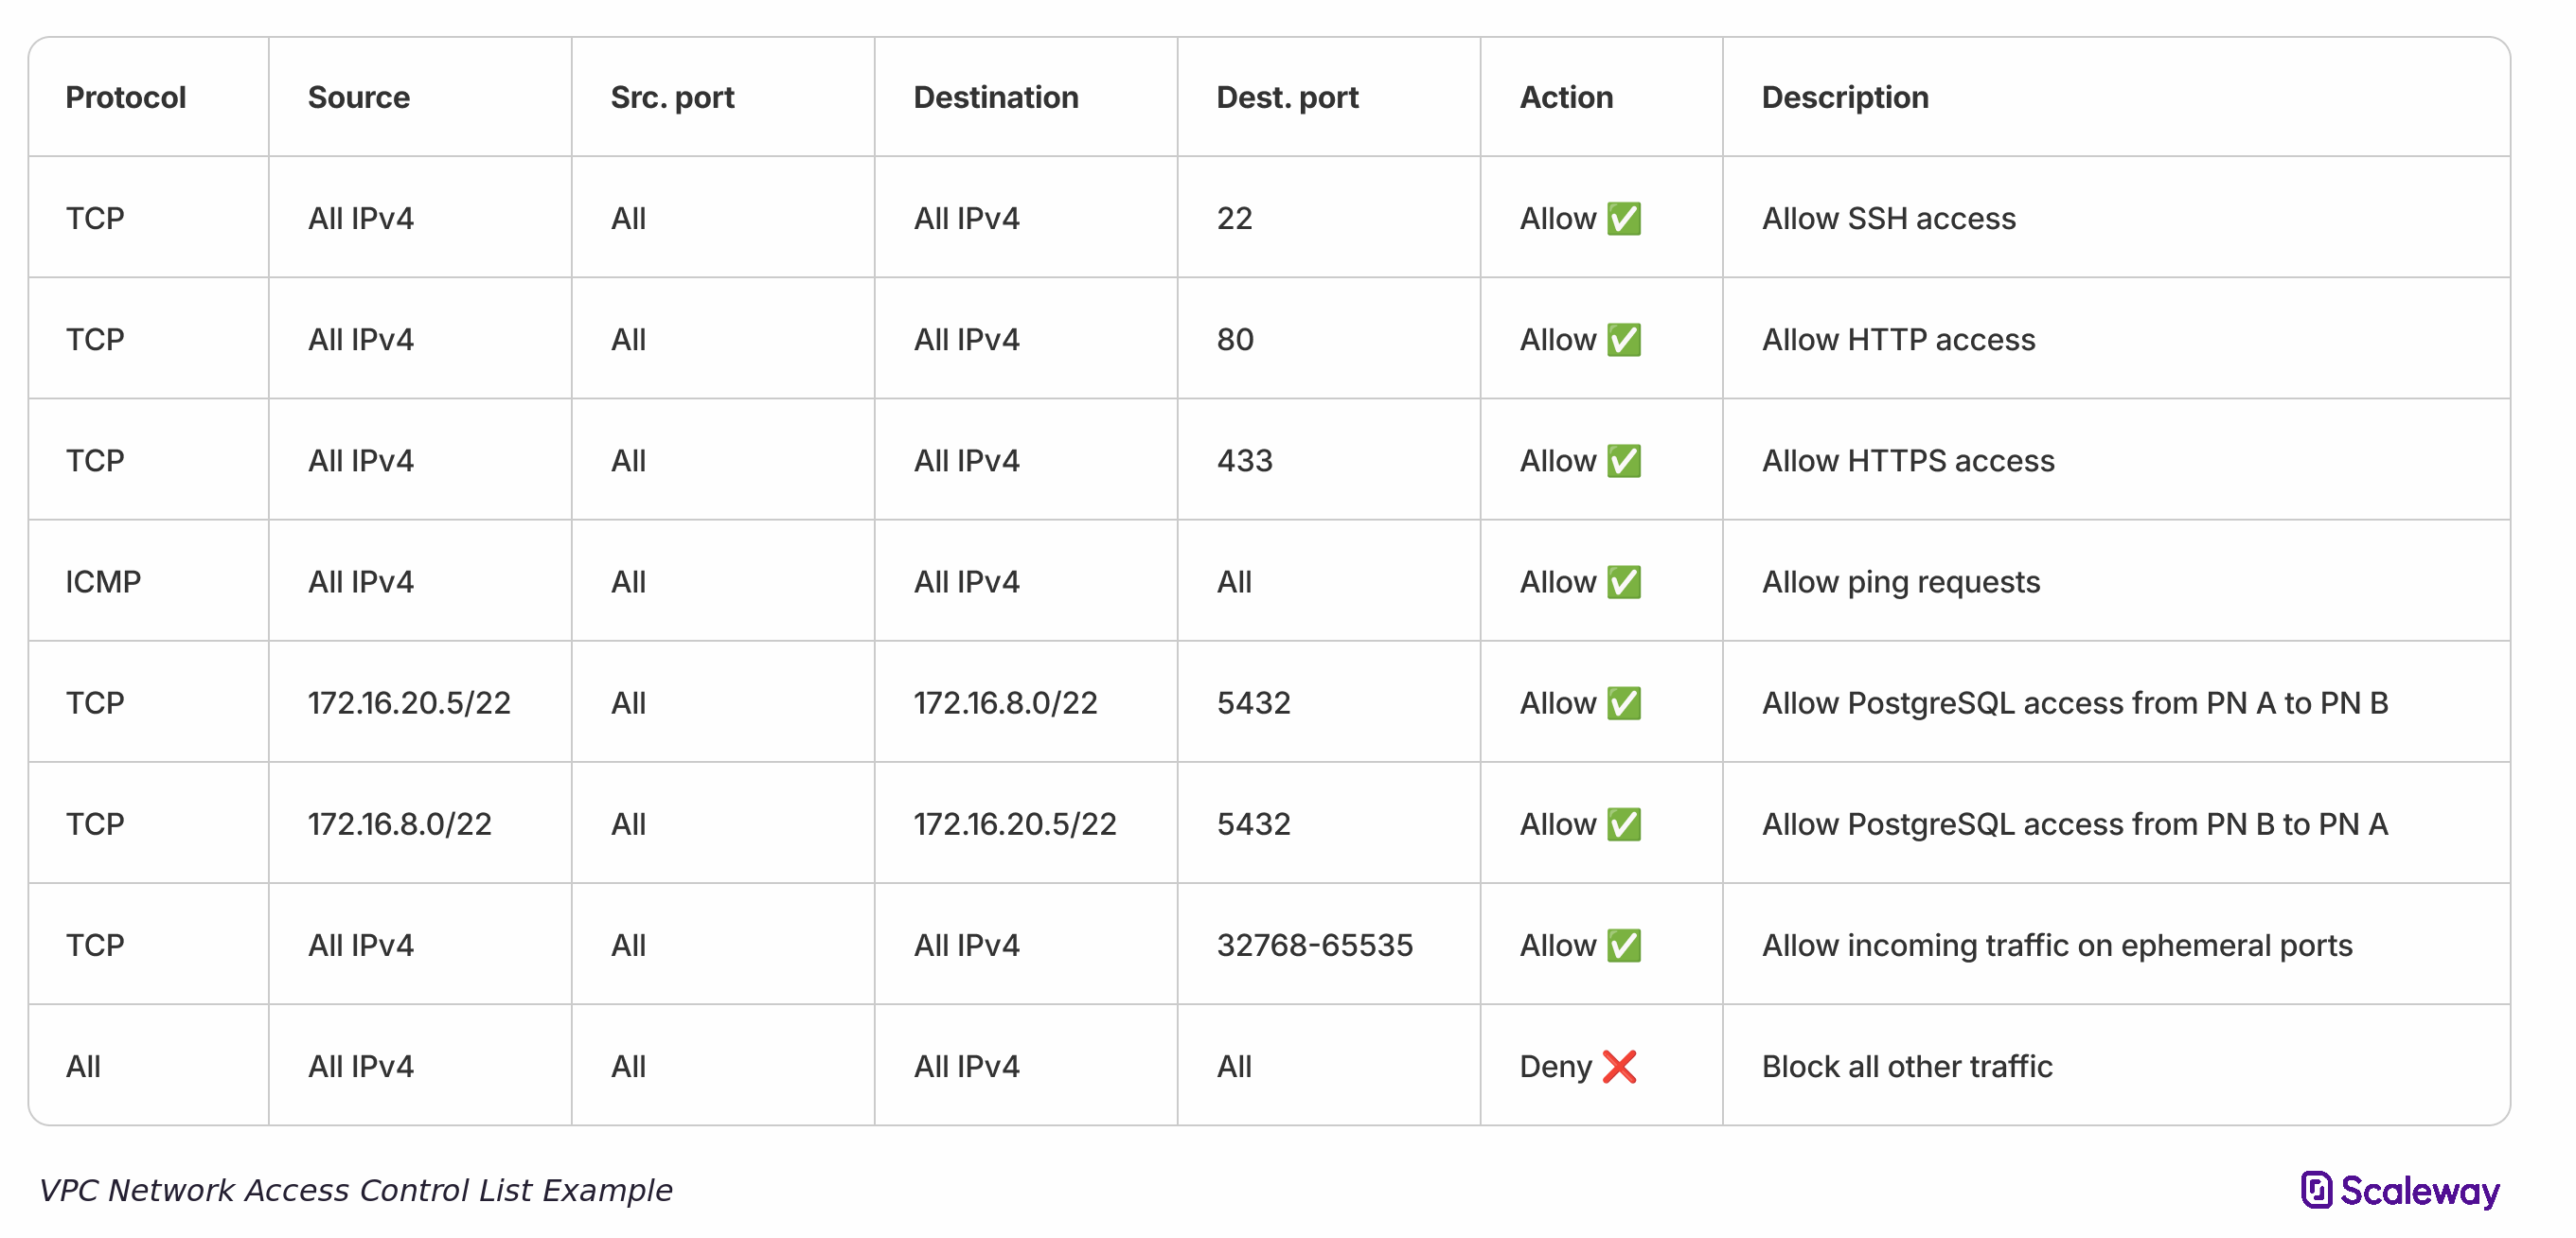 Protocol Source Src. port Destination Dest. port Action Description
TCP All IPv4 All All IPv4 22 Allow ✅ Allow SSH access
TCP All IPv4 All All IPv4 80 Allow ✅ Allow HTTP access
TCP All IPv4 All All IPv4 433 Allow ✅ Allow HTTPS access
ICMP All IPv4 All All IPv4 All Allow ✅ Allow ping requests
TCP 172.16.20.5/22 All 172.16.8.0/22 5432 Allow ✅ Allow PostgreSQL access from PN A to PN B
TCP 172.16.8.0/22 All 172.16.20.5/22 5432 Allow ✅ Allow PostgreSQL access from PN B to PN A
TCP All IPv4 All All IPv4 32768-65535 Allow ✅ Allow incoming traffic on ephemeral ports
All All IPv4 All All IPv4 All Deny ❌ Block all other traffic
VPC Network Access Control List Example
Scaleway